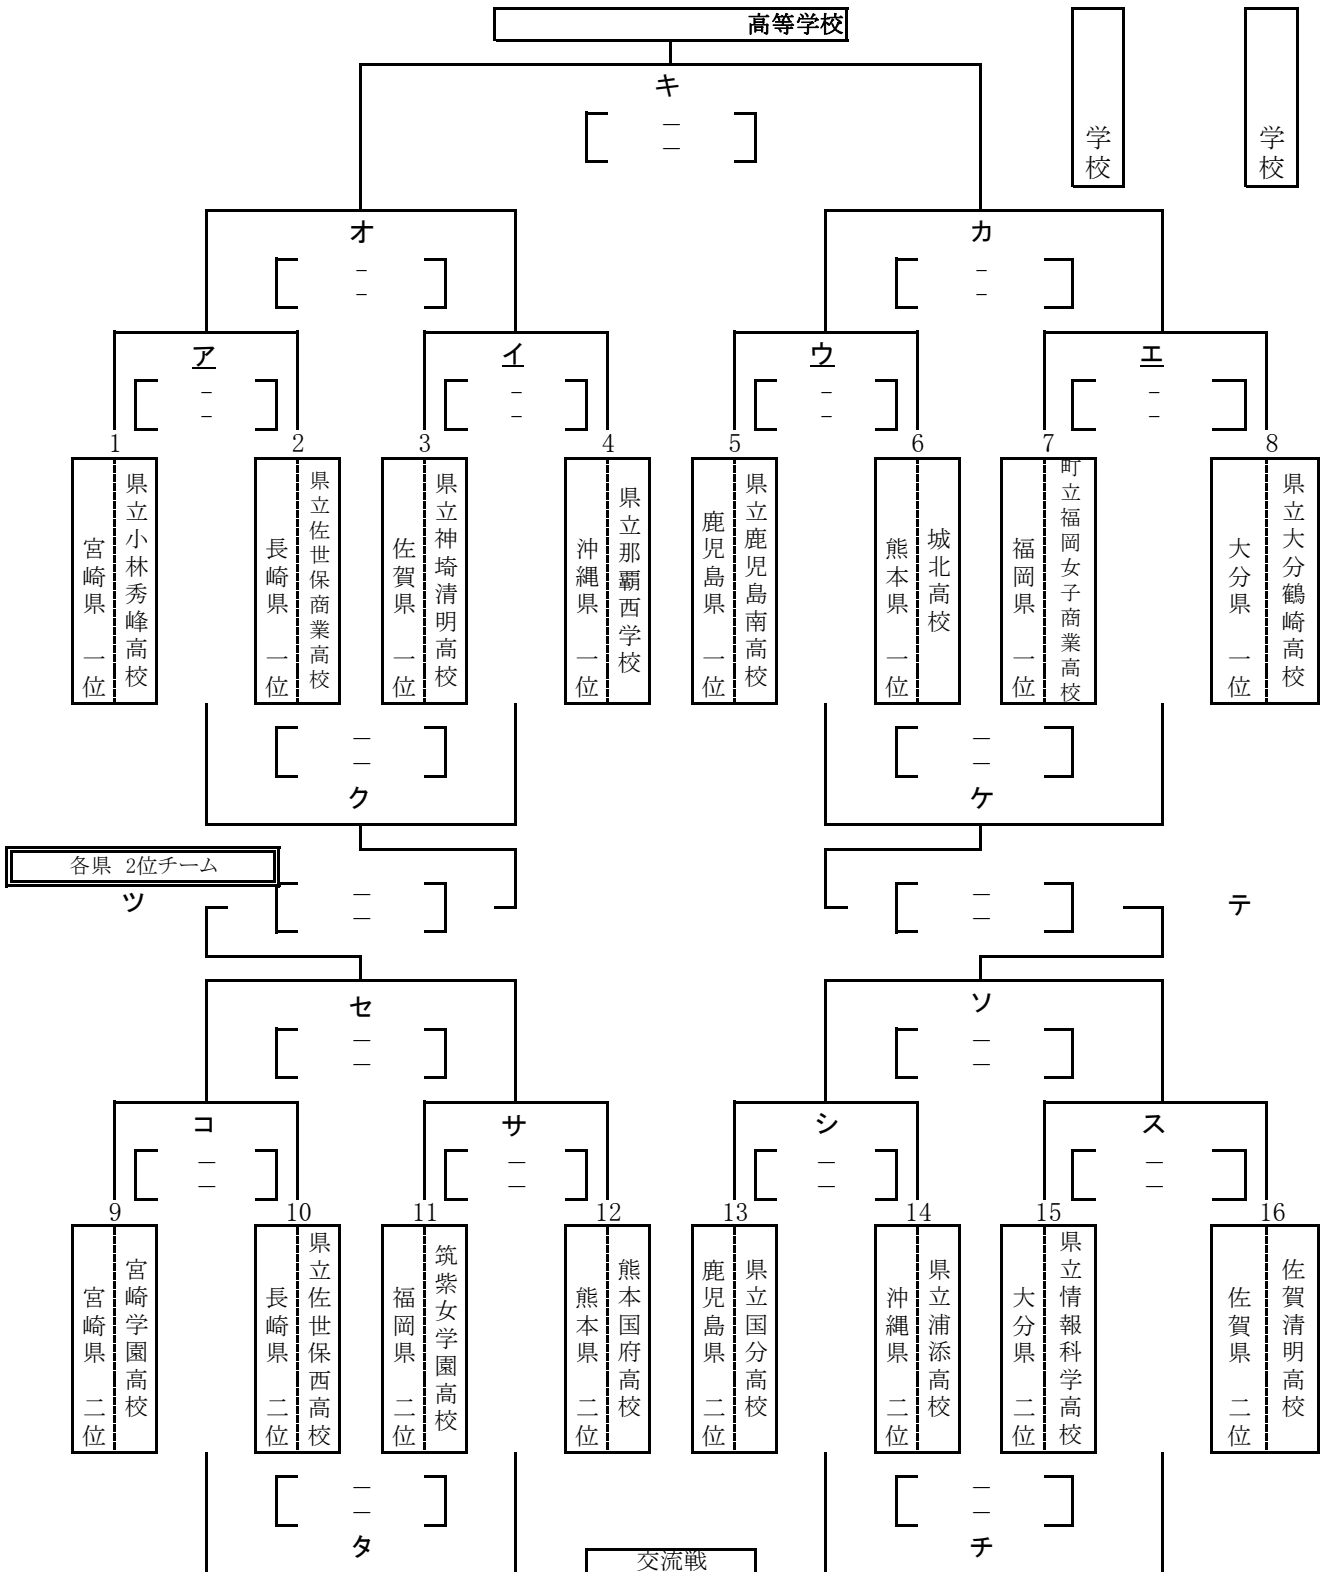 高等学校
学校
学校
キ
－
－
オ
カ
－
－
－
－
ア
イ
ウ
エ
－
－
－
－
－
－
－
－
1
2
3
4
5
6
7
8
宮崎県 一位
県立小林秀峰高校
長崎県 一位
県立佐世保商業高校
佐賀県 一位
県立神埼清明高校
沖縄県 一位
県立那覇西学校
鹿児島県 一位
県立鹿児島南高校
熊本県 一位
城北高校
福岡県 一位
町立福岡女子商業高校
大分県 一位
県立大分鶴崎高校
－
－
－
－
ク
ケ
各県 2位チーム
ツ
－
－
－
－
テ
セ
ソ
－
－
－
－
コ
サ
シ
ス
－
－
－
－
－
－
－
－
9
10
11
12
13
14
15
16
宮崎県 二位
宮崎学園高校
長崎県 二位
県立佐世保西高校
福岡県 二位
筑紫女学園高校
熊本県 二位
熊本国府高校
鹿児島県 二位
県立国分高校
沖縄県 二位
県立浦添高校
大分県 二位
県立情報科学高校
佐賀県 二位
佐賀清明高校
－
－
－
－
タ
チ
交流戦